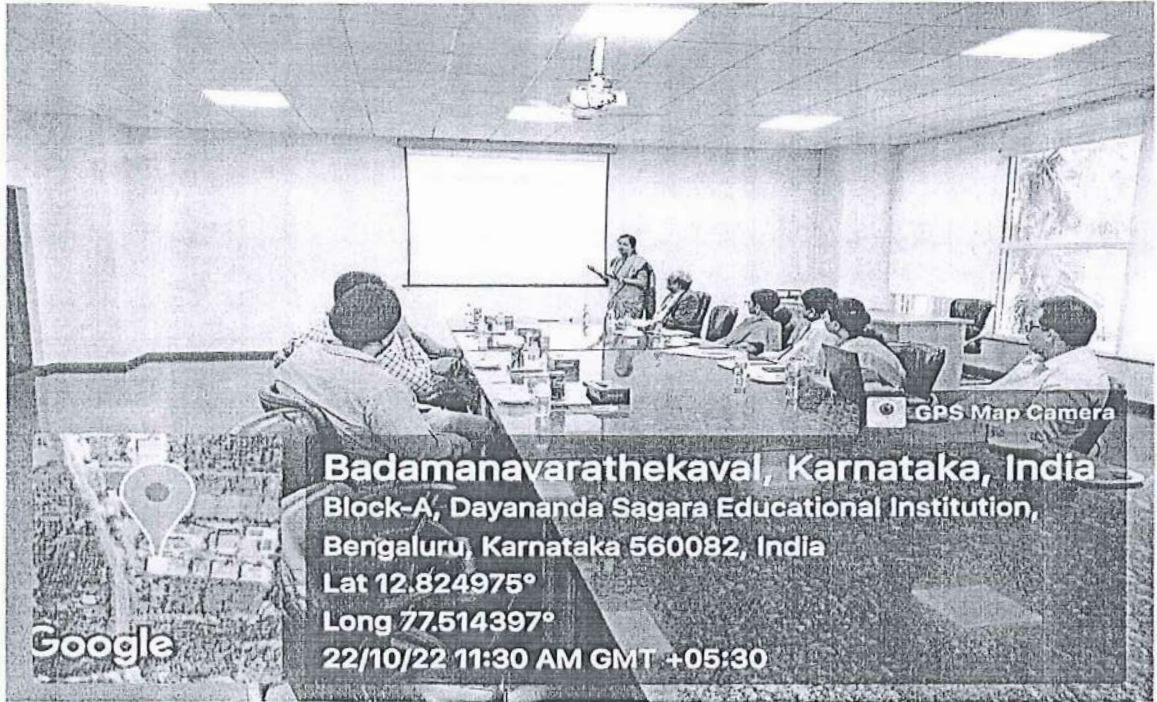 GPS Map Camera
Badamanavarathekaval, Karnataka, India
Block-A, Dayananda Sagara Educational Institution,
Bengaluru, Karnataka 560082, India
Lat 12.824975°
Long 77.514397°
22/10/22 11:30 AM GMT +05:30
Google